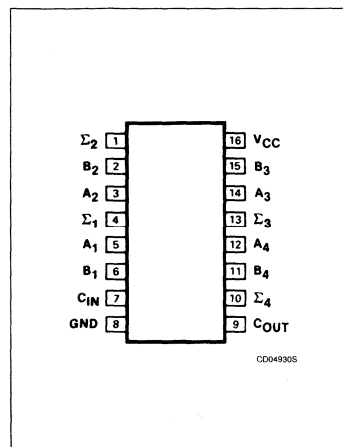 Σ2 1 16 VCC
B2 2 15 B3
A2 3 14 A3
Σ1 4 13 Σ3
A1 5 12 A4
B1 6 11 B4
CIN 7 10 Σ4
GND 8 9 COUT
CD04930S